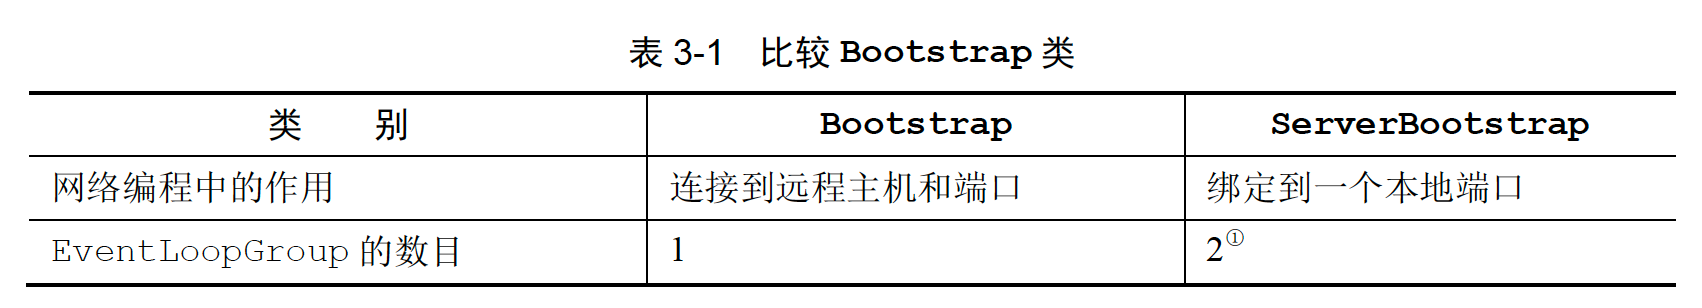 表 3-1 比较 Bootstrap 类
类 别 Bootstrap ServerBootstrap
网络编程中的作用 连接到远程主机和端口 绑定到一个本地端口
EventLoopGroup 的数目 1 2①